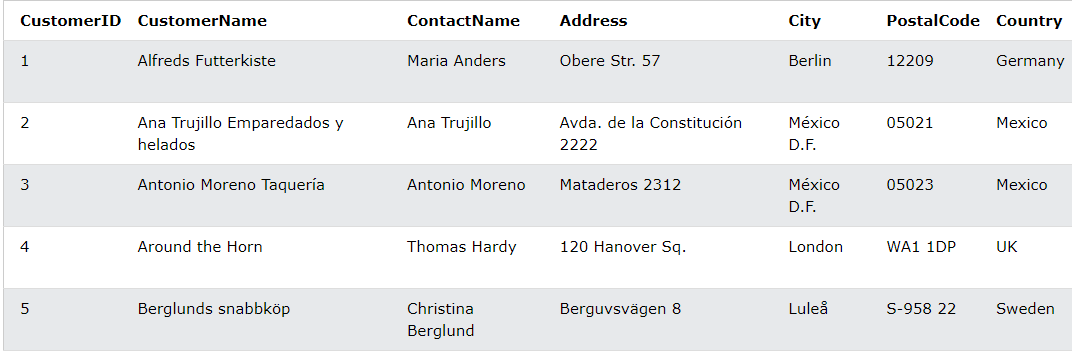 CustomerID CustomerName ContactName Address City PostalCode Country
1 Alfreds Futterkiste Maria Anders Obere Str. 57 Berlin 12209 Germany
2 Ana Trujillo Emparedados y helados Ana Trujillo Avda. de la Constitución 2222 México D.F. 05021 Mexico
3 Antonio Moreno Taquería Antonio Moreno Mataderos 2312 México D.F. 05023 Mexico
4 Around the Horn Thomas Hardy 120 Hanover Sq. London WA1 1DP UK
5 Berglunds snabbköp Christina Berglund Berguvsvägen 8 Luleå S-958 22 Sweden